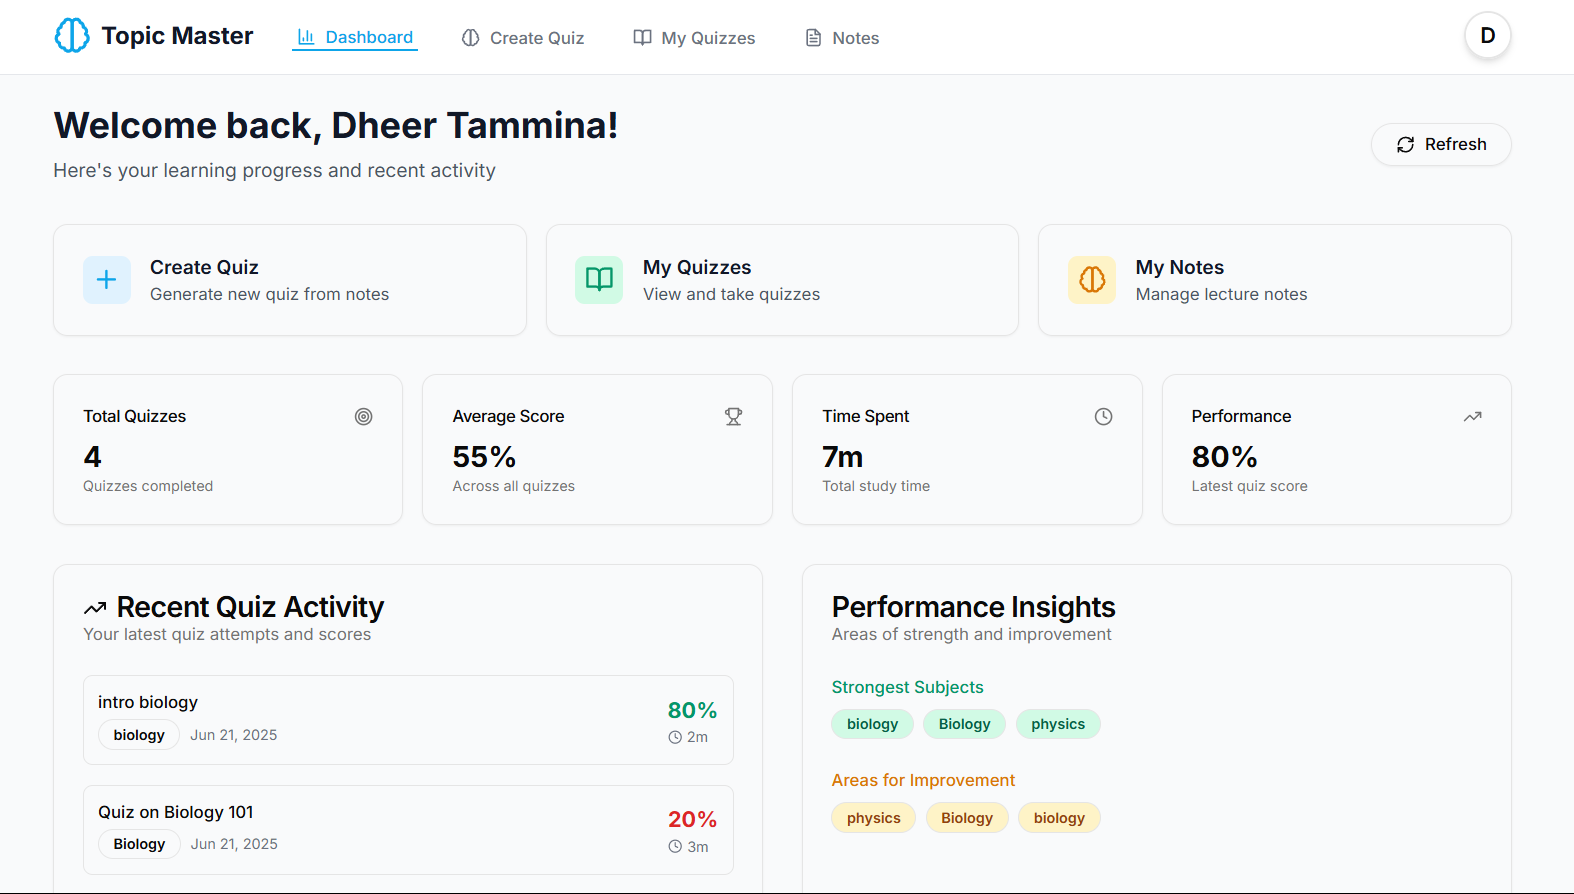 Topic Master
Dashboard
Create Quiz
My Quizzes
Notes
D
Welcome back, Dheer Tammina!
Here's your learning progress and recent activity
Refresh
Create Quiz
Generate new quiz from notes
My Quizzes
View and take quizzes
My Notes
Manage lecture notes
Total Quizzes
4
Quizzes completed
Average Score
55%
Across all quizzes
Time Spent
7m
Total study time
Performance
80%
Latest quiz score
Recent Quiz Activity
Your latest quiz attempts and scores
intro biology
biology Jun 21, 2025
80%
2m
Quiz on Biology 101
Biology Jun 21, 2025
20%
3m
Performance Insights
Areas of strength and improvement
Strongest Subjects
biology Biology physics
Areas for Improvement
physics Biology biology